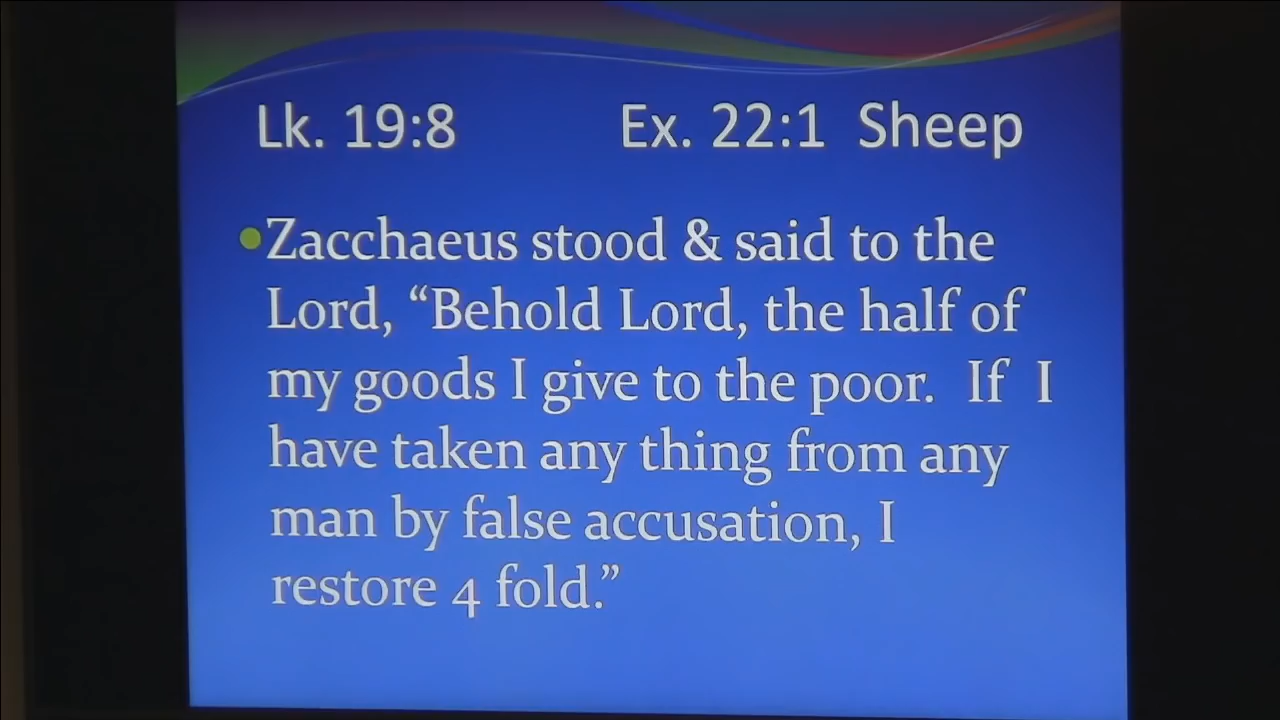 Lk. 19:8 Ex. 22:1 Sheep
Zacchaeus stood & said to the
Lord, “Behold Lord, the half of
my goods I give to the poor. If I
have taken any thing from any
man by false accusation, I
restore 4 fold.”